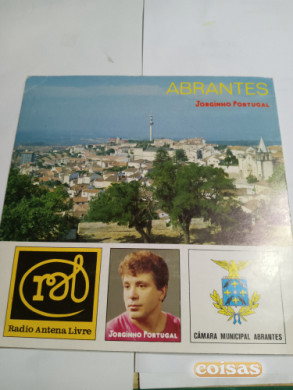 ABRANTES
JORGINHO PORTUGAL
ral
Radio Antena Livre
JORGINHO PORTUGAL
CÂMARA MUNICIPAL ABRANTES
coisas